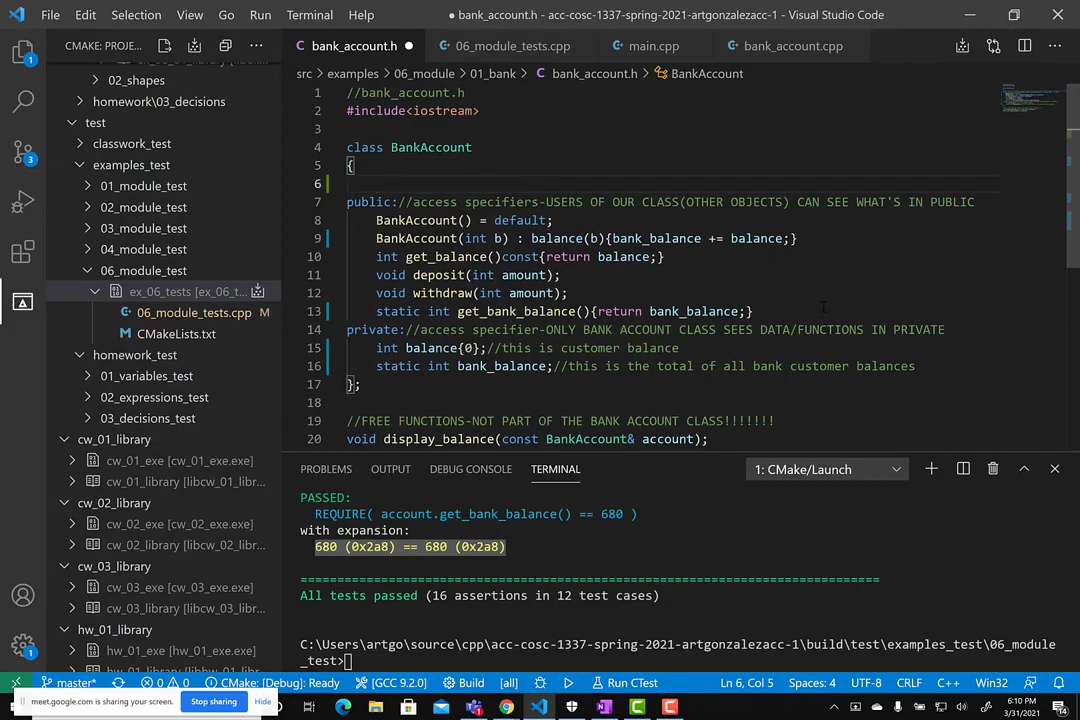 File Edit Selection View Go Run Terminal Help ● bank_account.h - acc-cosc-1337-spring-2021-artgonzalezacc-1 - Visual Studio Code
CMAKE: PROJE... ··· C bank_account.h ● 06_module_tests.cpp main.cpp bank_account.cpp ···
src > examples > 06_module > 01_bank > C bank_account.h > BankAccount
02_shapes
homework\03_decisions
test
classwork_test
examples_test
01_module_test
02_module_test
03_module_test
04_module_test
06_module_test
ex_06_tests [ex_06_t...
06_module_tests.cpp M
CMakeLists.txt
homework_test
01_variables_test
02_expressions_test
03_decisions_test
cw_01_library
cw_01_exe [cw_01_exe.exe]
cw_01_library [libcw_01_libr...
cw_02_library
cw_02_exe [cw_02_exe.exe]
cw_02_library [libcw_02_libr...
cw_03_library
cw_03_exe [cw_03_exe.exe]
cw_03_library [libcw_03_libr...
hw_01_library
hw_01_exe [hw_01_exe.exe]
1 //bank_account.h
2 #include<iostream>
3
4 class BankAccount
5 {
6
7 public://access specifiers-USERS OF OUR CLASS(OTHER OBJECTS) CAN SEE WHAT'S IN PUBLIC
8 BankAccount() = default;
9 BankAccount(int b) : balance(b){bank_balance += balance;}
10 int get_balance()const{return balance;}
11 void deposit(int amount);
12 void withdraw(int amount);
13 static int get_bank_balance(){return bank_balance;}
14 private://access specifier-ONLY BANK ACCOUNT CLASS SEES DATA/FUNCTIONS IN PRIVATE
15 int balance{0};//this is customer balance
16 static int bank_balance;//this is the total of all bank customer balances
17 };
18
19 //FREE FUNCTIONS-NOT PART OF THE BANK ACCOUNT CLASS!!!!!!!
20 void display_balance(const BankAccount& account);
PROBLEMS OUTPUT DEBUG CONSOLE TERMINAL 1: CMake/Launch
PASSED:
REQUIRE( account.get_bank_balance() == 680 )
with expansion:
680 (0x2a8) == 680 (0x2a8)
===============================================================================
All tests passed (16 assertions in 12 test cases)
C:\Users\artgo\source\cpp\acc-cosc-1337-spring-2021-artgonzalezacc-1\build\test\examples_test\06_module
_test>
master* 0 0 CMake: [Debug]: Ready [GCC 9.2.0] Build [all] Run CTest Ln 6, Col 5 Spaces: 4 UTF-8 CRLF C++ Win32
meet.google.com is sharing your screen. Stop sharing Hide
6:10 PM
3/31/2021